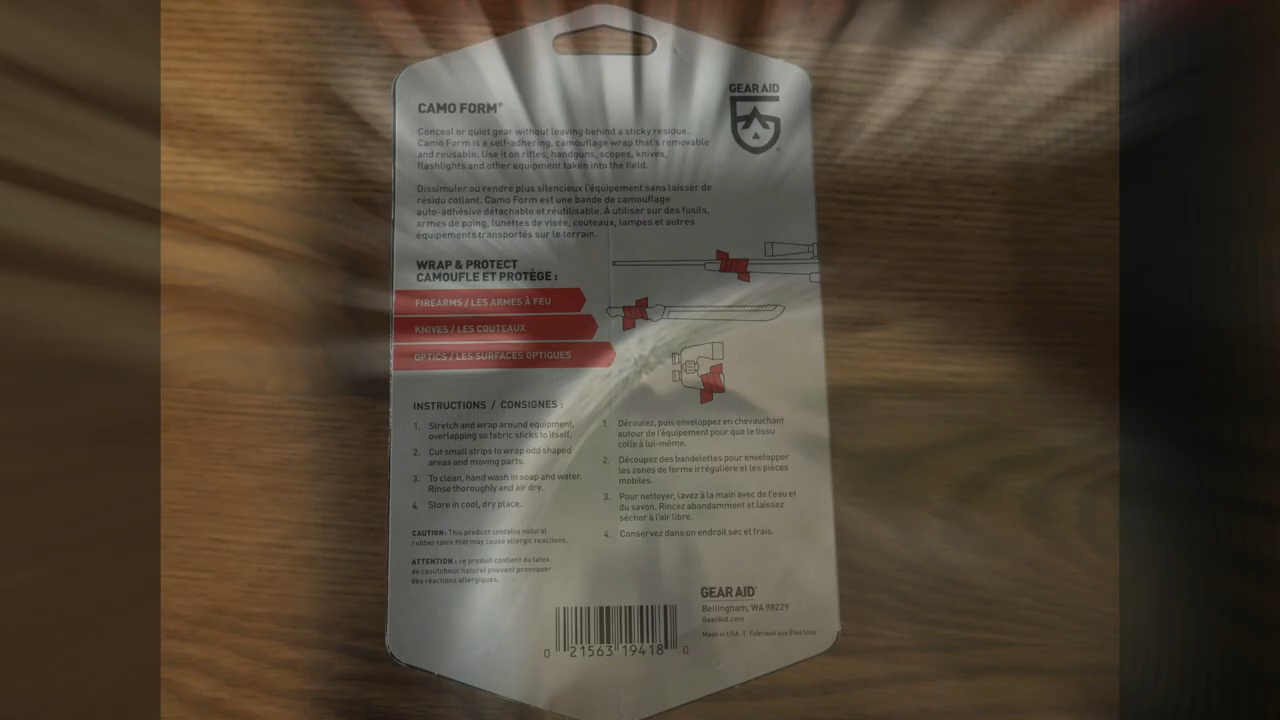 GEAR AID
CAMO FORM®
Conceal or quiet gear without leaving behind a sticky residue.
Camo Form is a self-adhering, camouflage wrap that's removable
and reusable. Use it on rifles, handguns, scopes, knives,
flashlights and other equipment taken into the field.
Dissimuler ou rendre plus silencieux l'équipement sans laisser de
résidu collant. Camo Form est une bande de camouflage
auto-adhésive détachable et réutilisable. À utiliser sur des fusils,
armes de poing, lunettes de visée, couteaux, lampes et autres
équipements transportés sur le terrain.
WRAP & PROTECT
CAMOUFLE ET PROTÈGE :
FIREARMS / LES ARMES À FEU
KNIVES / LES COUTEAUX
OPTICS / LES SURFACES OPTIQUES
INSTRUCTIONS / CONSIGNES :
1. Stretch and wrap around equipment,
overlapping so fabric sticks to itself.
2. Cut small strips to wrap odd shaped
areas and moving parts.
3. To clean, hand wash in soap and water.
Rinse thoroughly and air dry.
4 Store in cool, dry place.
1. Déroulez, puis enveloppez en chevauchant
autour de l'équipement pour que le tissu
colle à lui-même.
2. Découpez des bandelettes pour envelopper
les zones de forme irrégulière et les pièces
mobiles.
3. Pour nettoyer, lavez à la main avec de l'eau et
du savon. Rincez abondamment et laissez
sécher à l'air libre.
4. Conservez dans un endroit sec et frais.
CAUTION: This product contains natural
rubber latex that may cause allergic reactions.
ATTENTION : ce produit contient du latex
de caoutchouc naturel pouvant provoquer
des réactions allergiques.
GEAR AID®
Bellingham, WA 98229
GearAid.com
Made in USA | Fabriqué aux États Unis
0 21563 19418 0